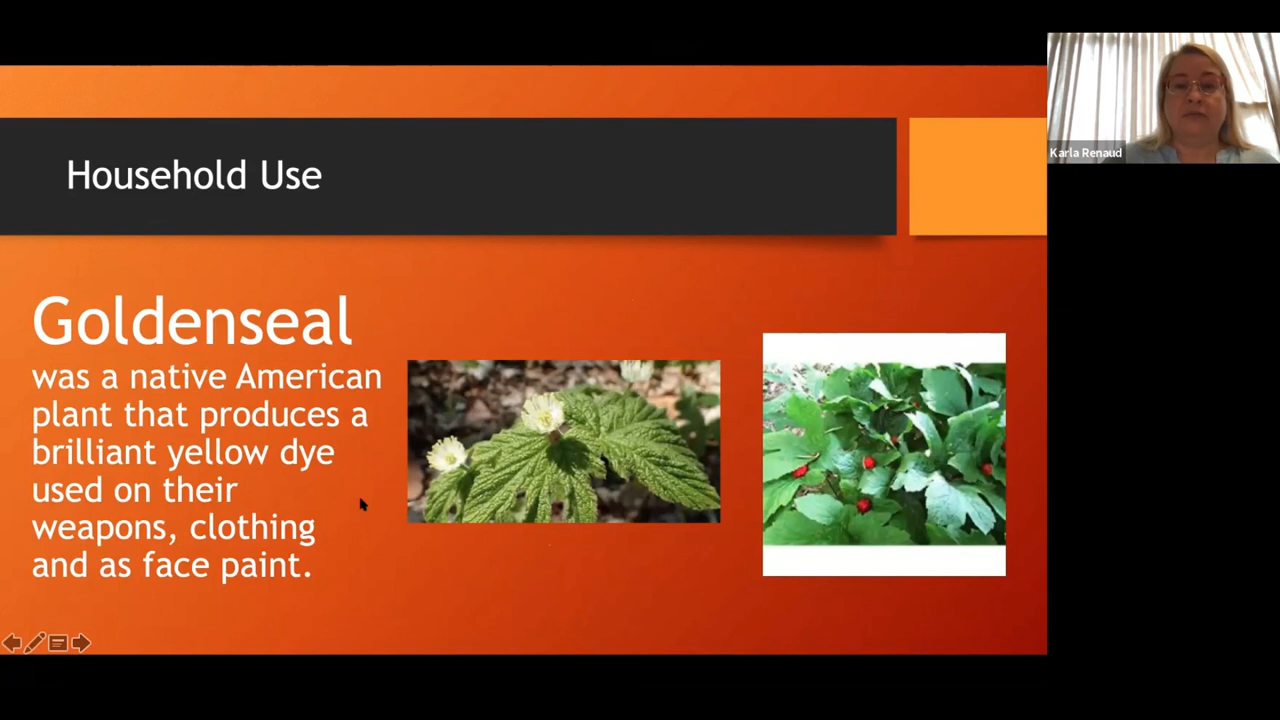 Household Use
Karla Renaud
Goldenseal
was a native American
plant that produces a
brilliant yellow dye
used on their
weapons, clothing
and as face paint.